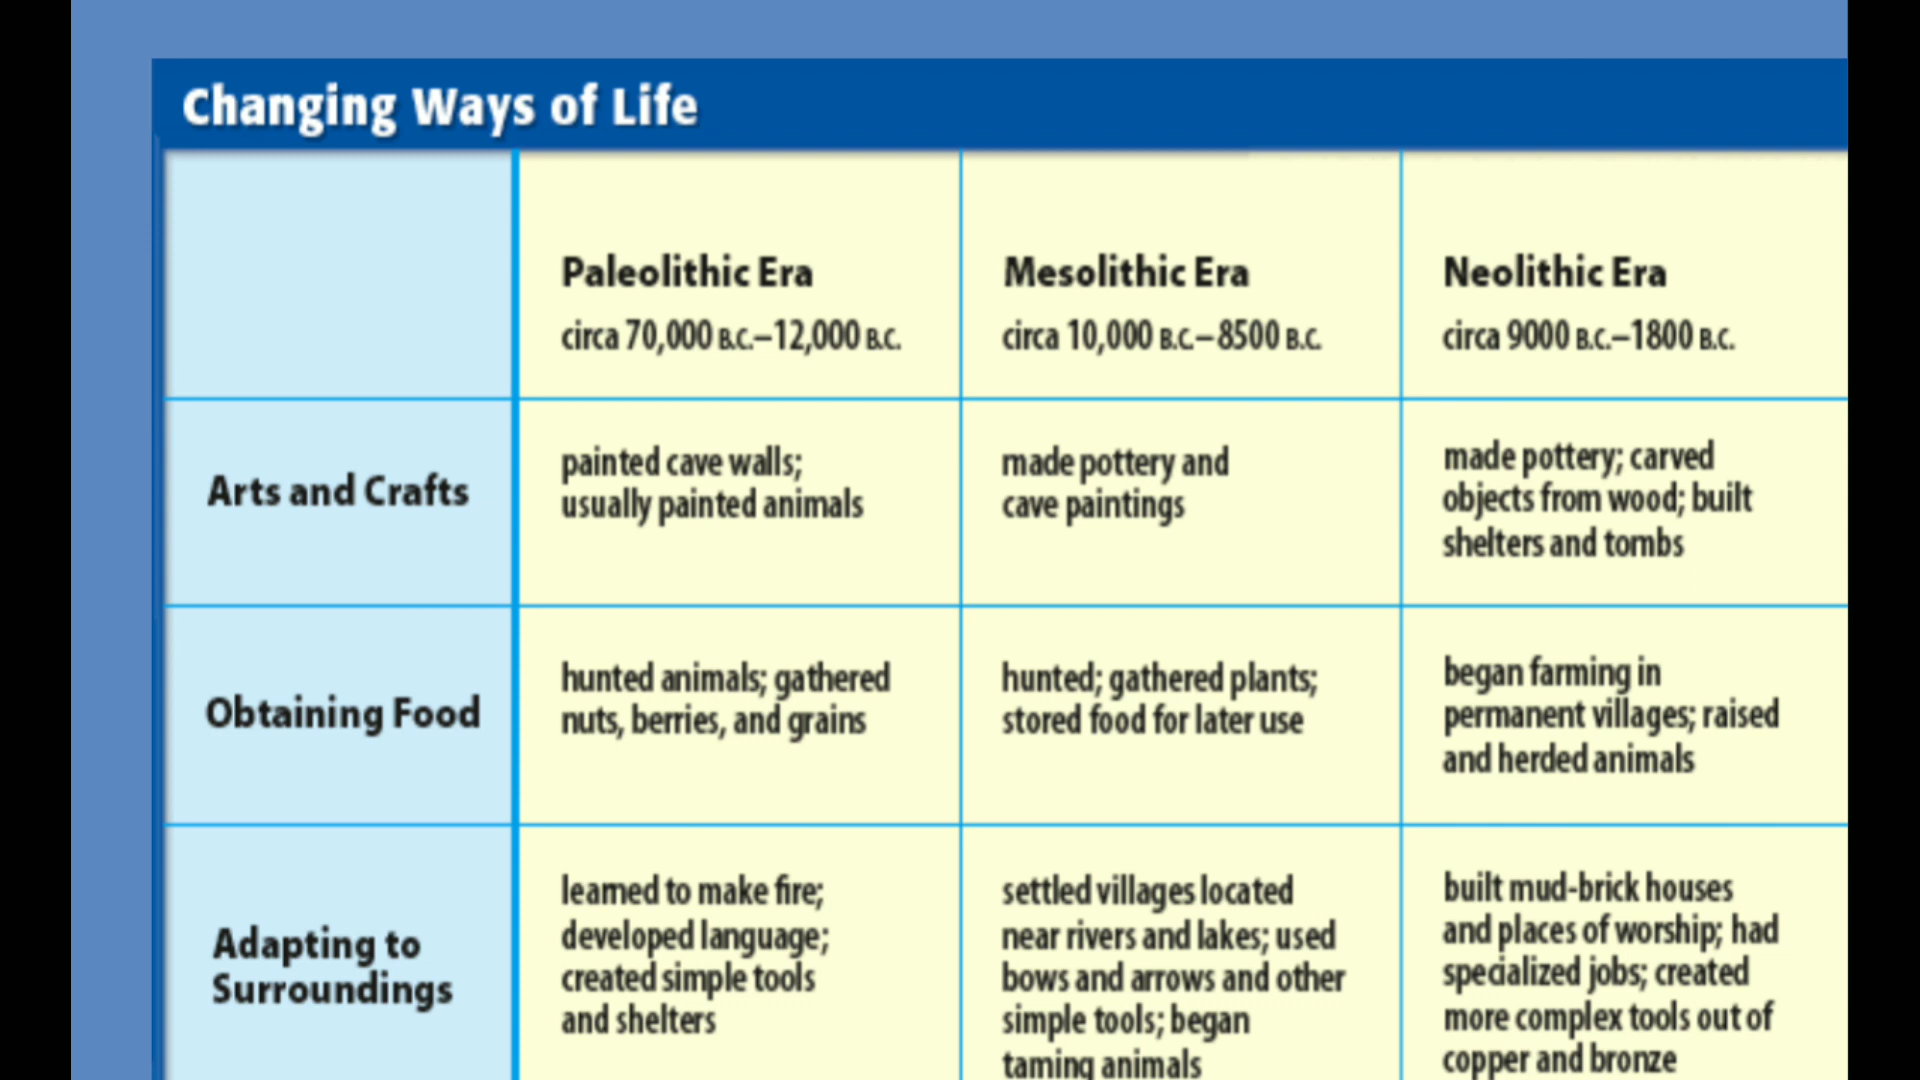 Changing Ways of Life
Paleolithic Era
circa 70,000 B.C.–12,000 B.C.
Mesolithic Era
circa 10,000 B.C.–8500 B.C.
Neolithic Era
circa 9000 B.C.–1800 B.C.
Arts and Crafts
painted cave walls;
usually painted animals
made pottery and
cave paintings
made pottery; carved
objects from wood; built
shelters and tombs
Obtaining Food
hunted animals; gathered
nuts, berries, and grains
hunted; gathered plants;
stored food for later use
began farming in
permanent villages; raised
and herded animals
Adapting to
Surroundings
learned to make fire;
developed language;
created simple tools
and shelters
settled villages located
near rivers and lakes; used
bows and arrows and other
simple tools; began
taming animals
built mud-brick houses
and places of worship; had
specialized jobs; created
more complex tools out of
copper and bronze